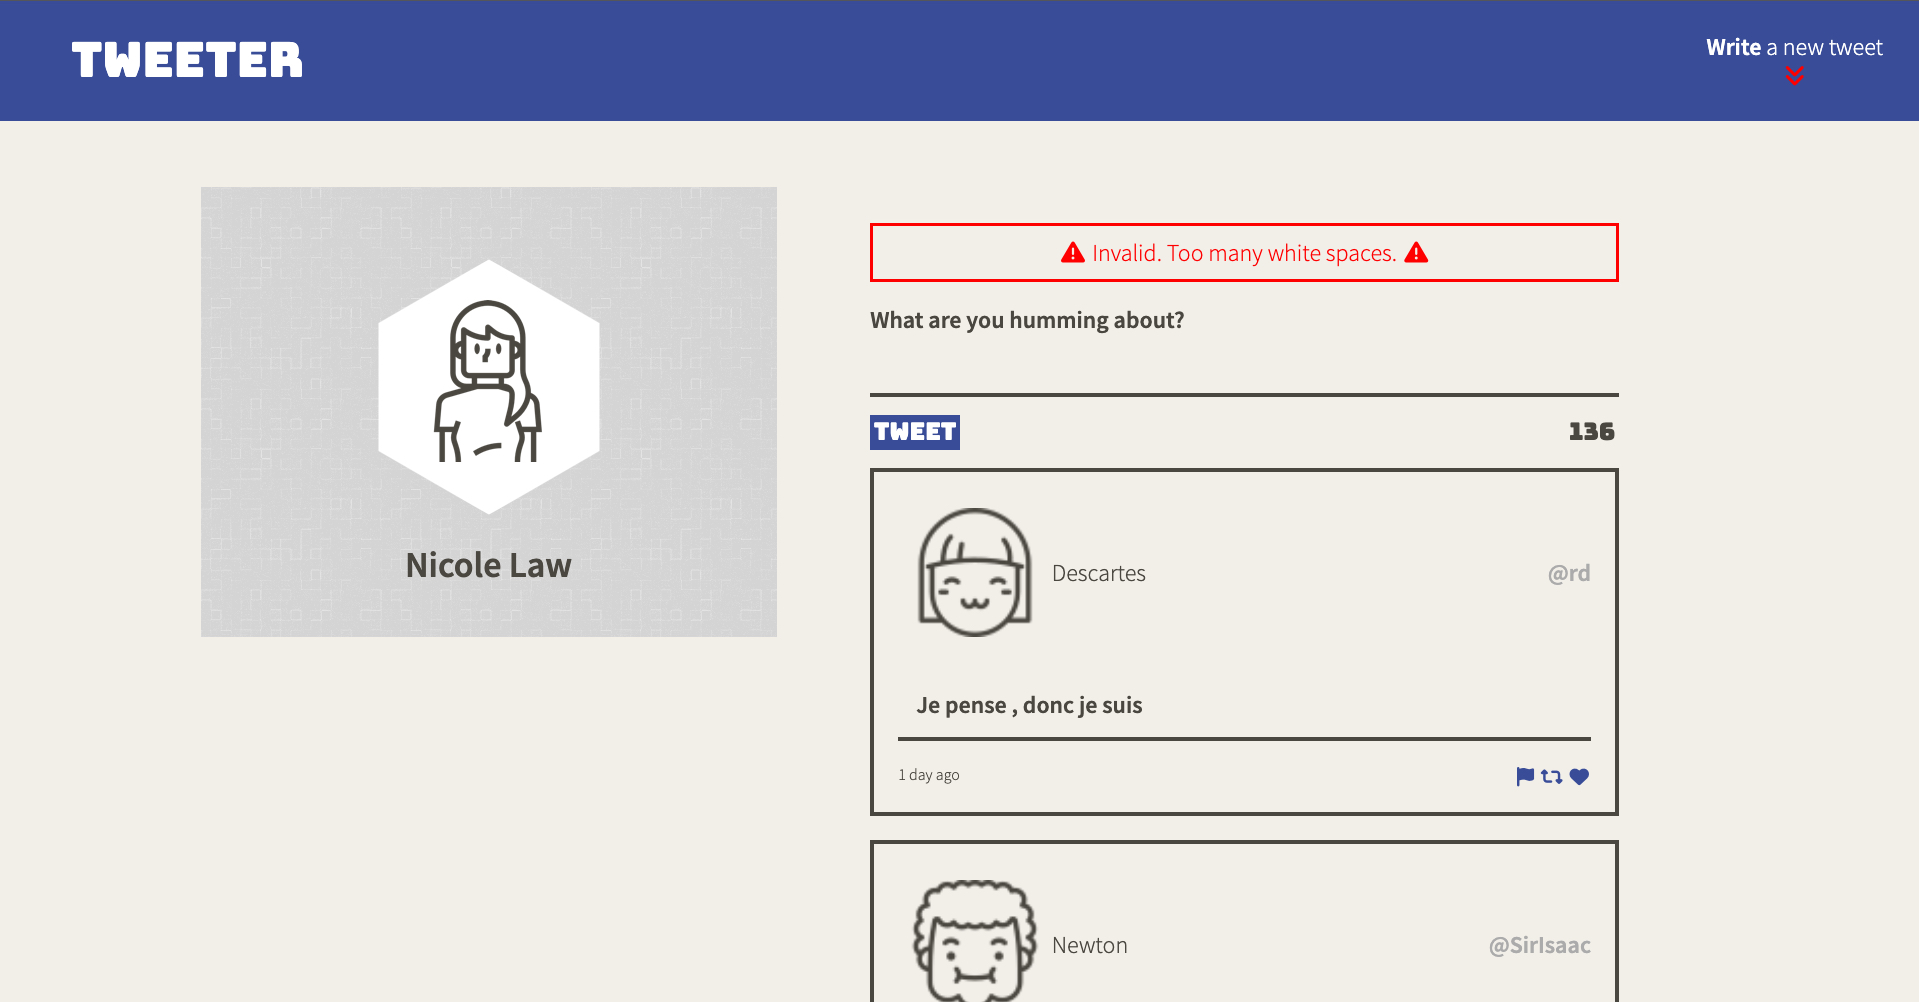 TWEETER
Write a new tweet
Nicole Law
Invalid. Too many white spaces.
What are you humming about?
TWEET
136
Descartes
@rd
Je pense , donc je suis
1 day ago
Newton
@SirIsaac